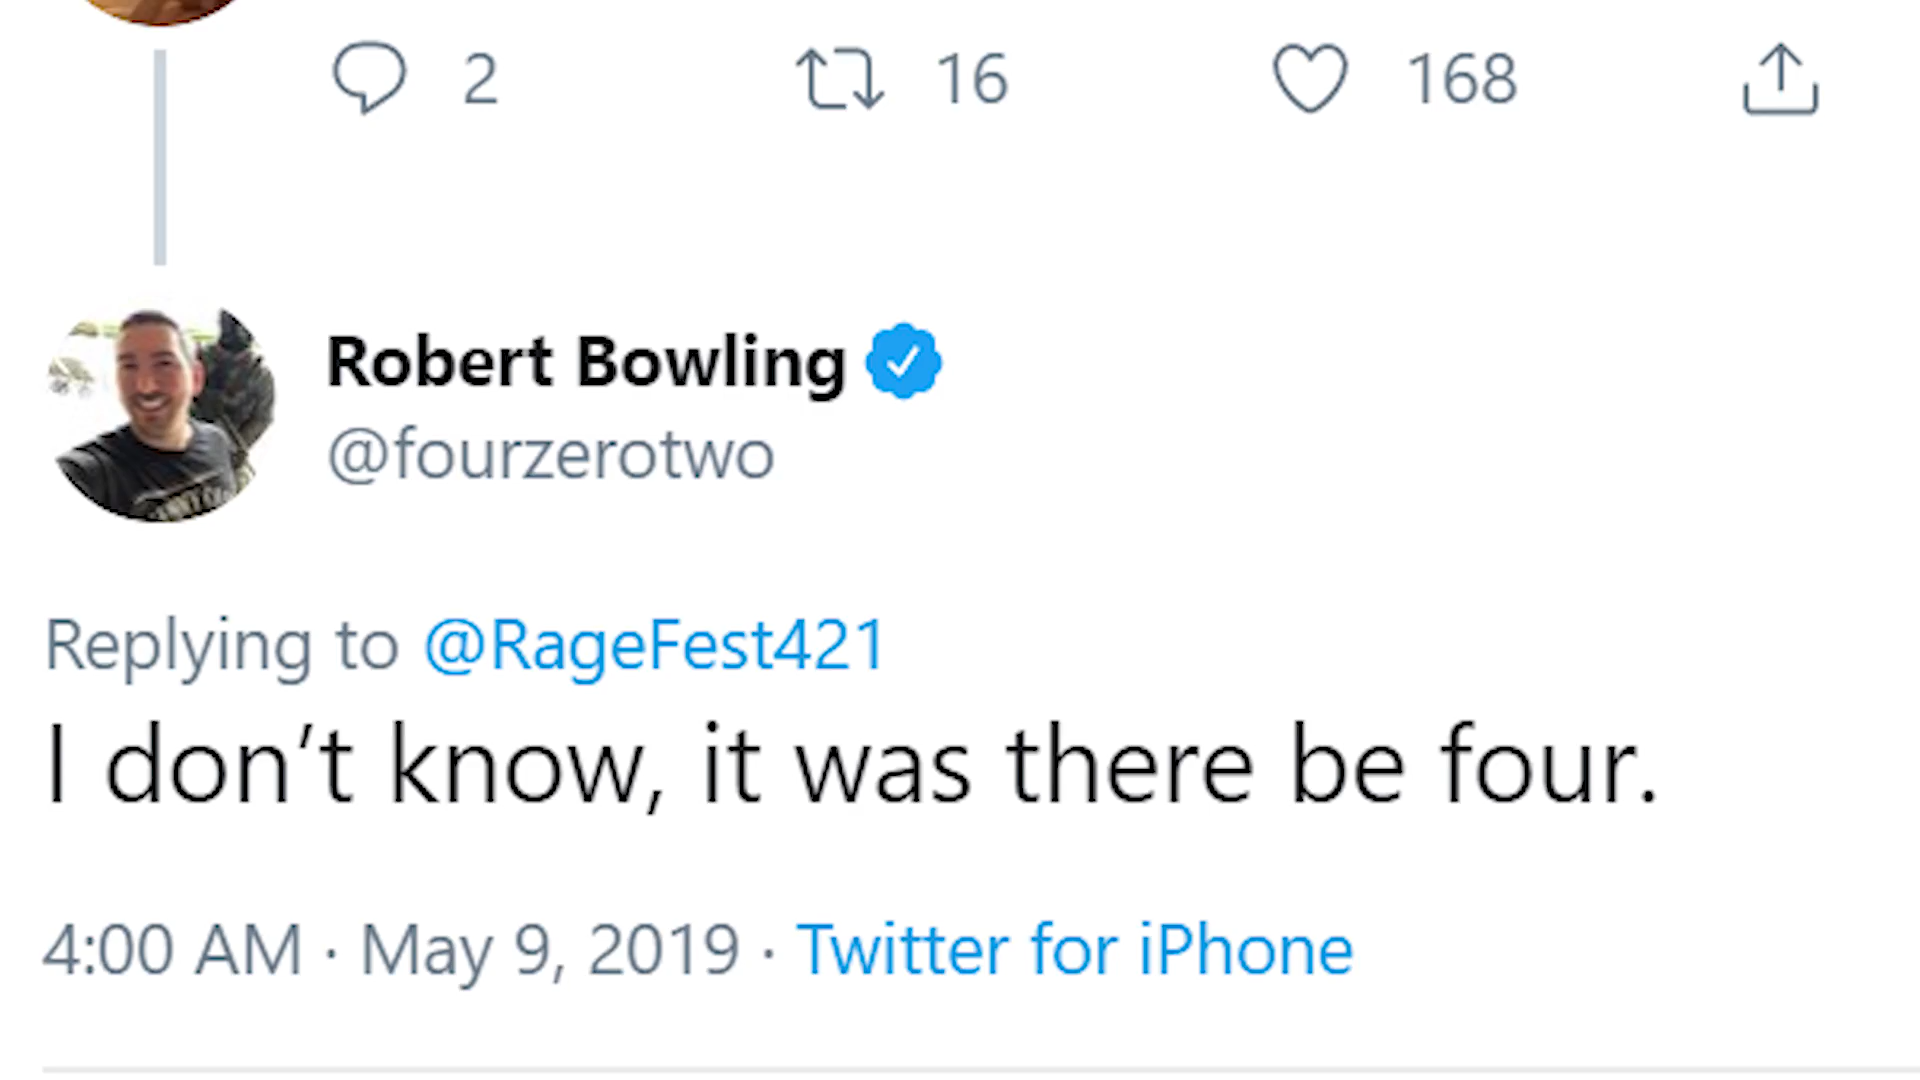 2 16 168
Robert Bowling
@fourzerotwo
Replying to @RageFest421
I don’t know, it was there be four.
4:00 AM · May 9, 2019 · Twitter for iPhone